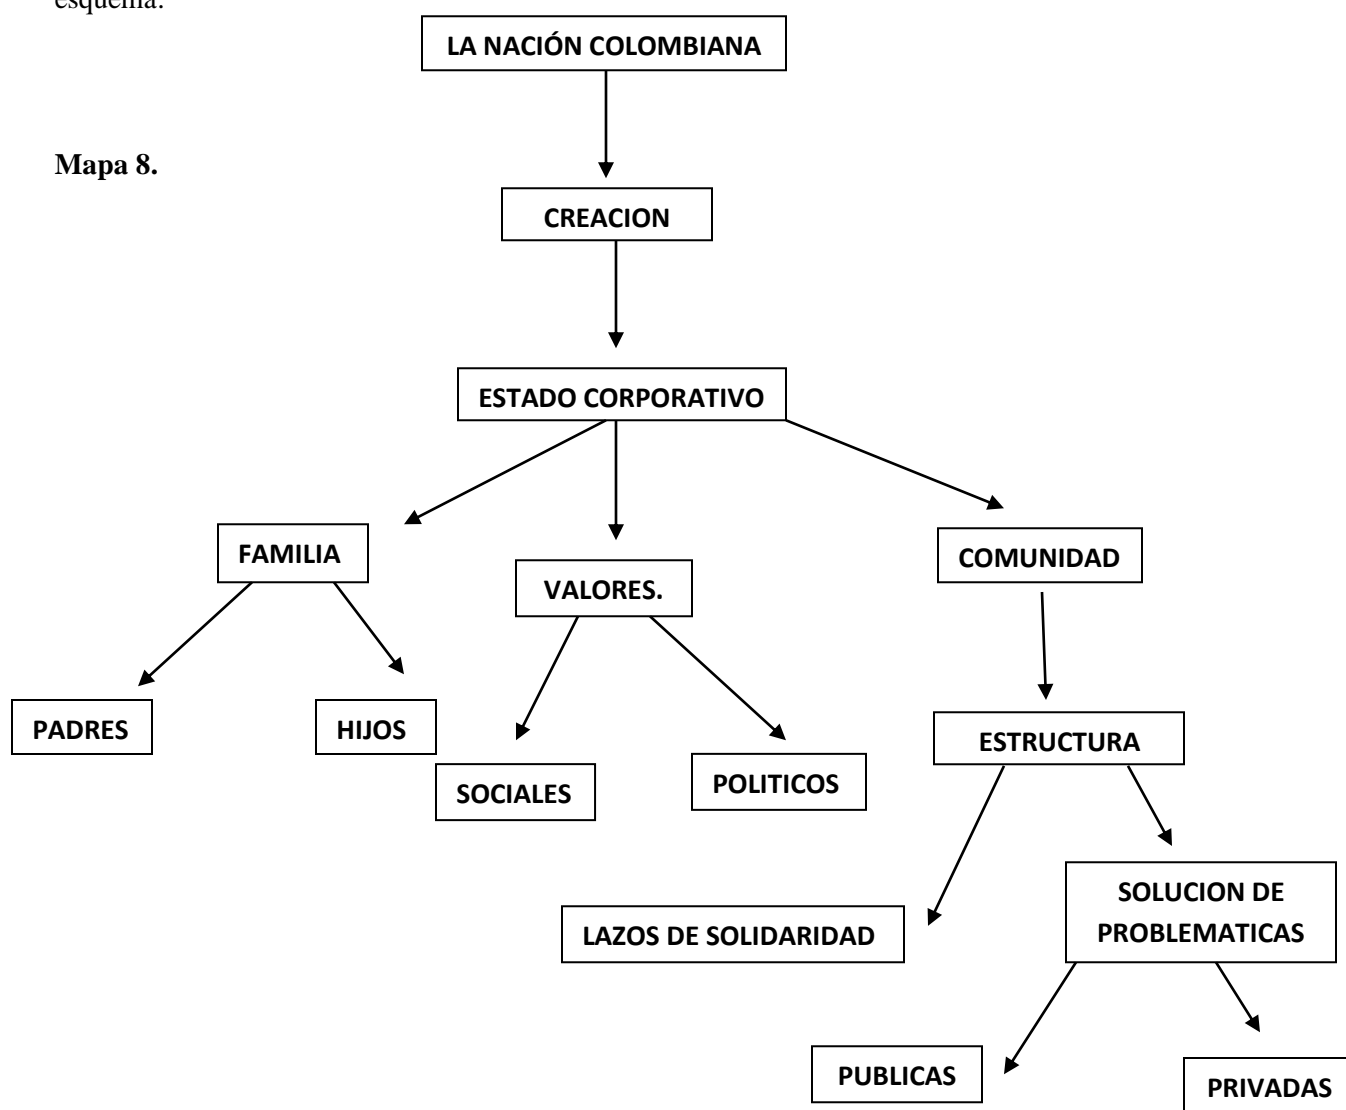 esquema.
LA NACIÓN COLOMBIANA
Mapa 8.
CREACION
ESTADO CORPORATIVO
FAMILIA
VALORES.
COMUNIDAD
PADRES
HIJOS
SOCIALES
POLITICOS
ESTRUCTURA
LAZOS DE SOLIDARIDAD
SOLUCION DE
PROBLEMATICAS
PUBLICAS
PRIVADAS